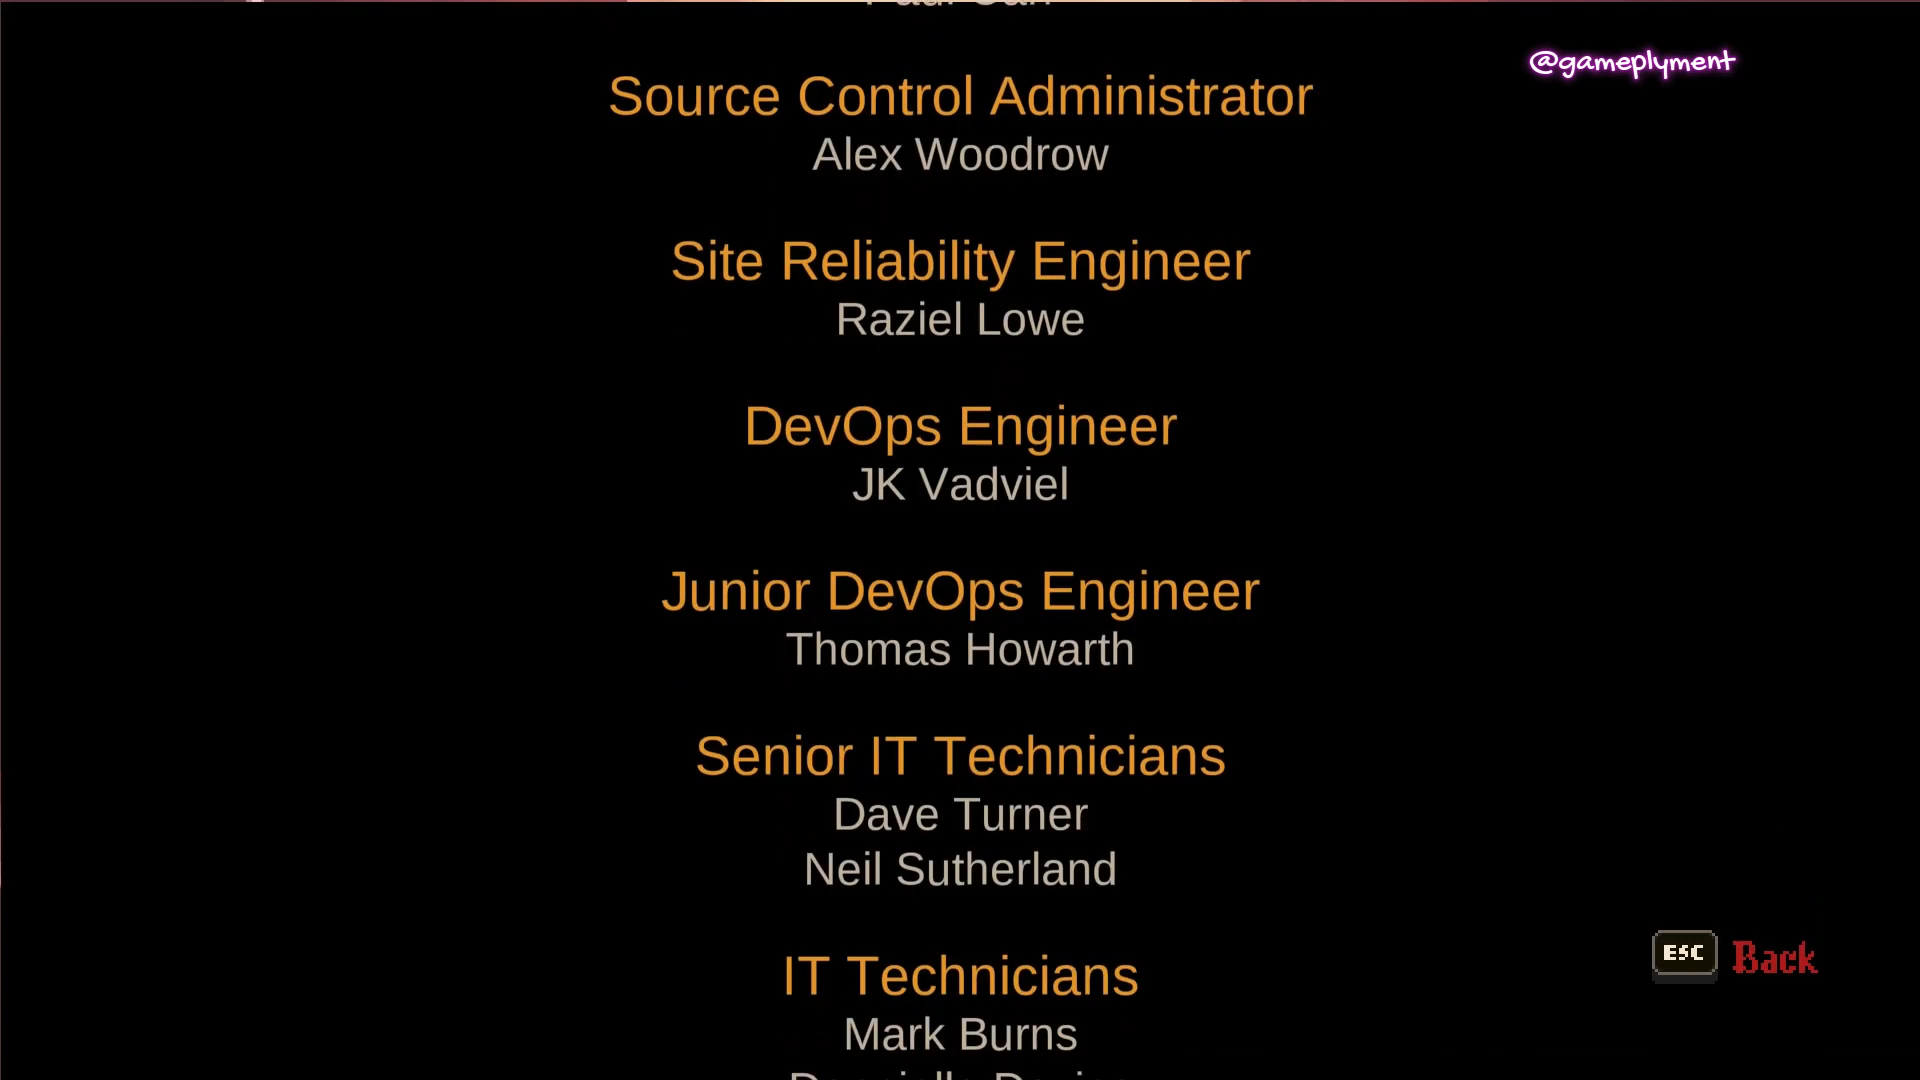 @gameplyment
Source Control Administrator
Alex Woodrow
Site Reliability Engineer
Raziel Lowe
DevOps Engineer
JK Vadviel
Junior DevOps Engineer
Thomas Howarth
Senior IT Technicians
Dave Turner
Neil Sutherland
IT Technicians
ESC Back
Mark Burns